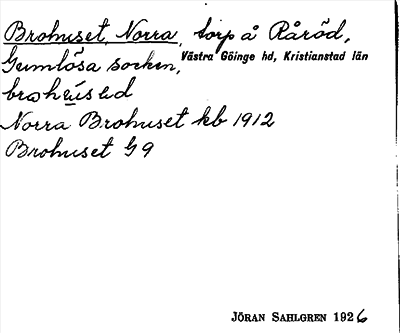 Brohuset, Norra, torp å Råröd,
Gumlösa socken, Västra Göinge hd, Kristianstad län
Norra Brohuset kb 1912
Brohuset G 9
JÖRAN SAHLGREN 1926